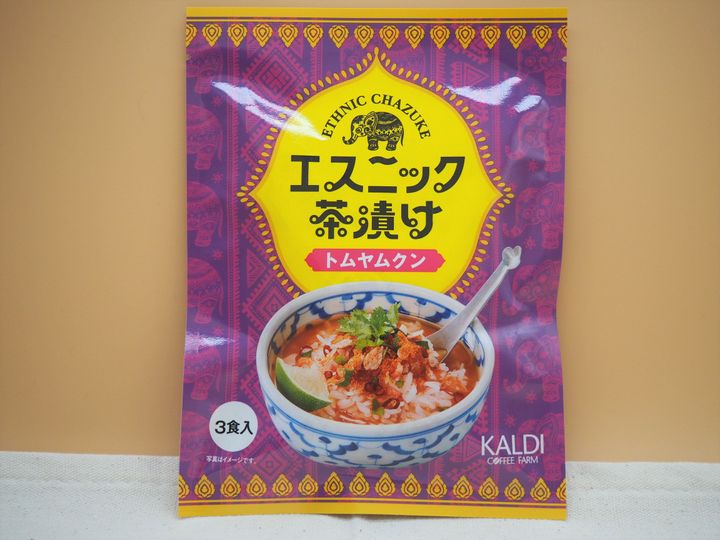 ETHNIC CHAZUKE
エスニック
茶漬け
トムヤムクン
3食入
写真はイメージです。
KALDI
COFFEE FARM